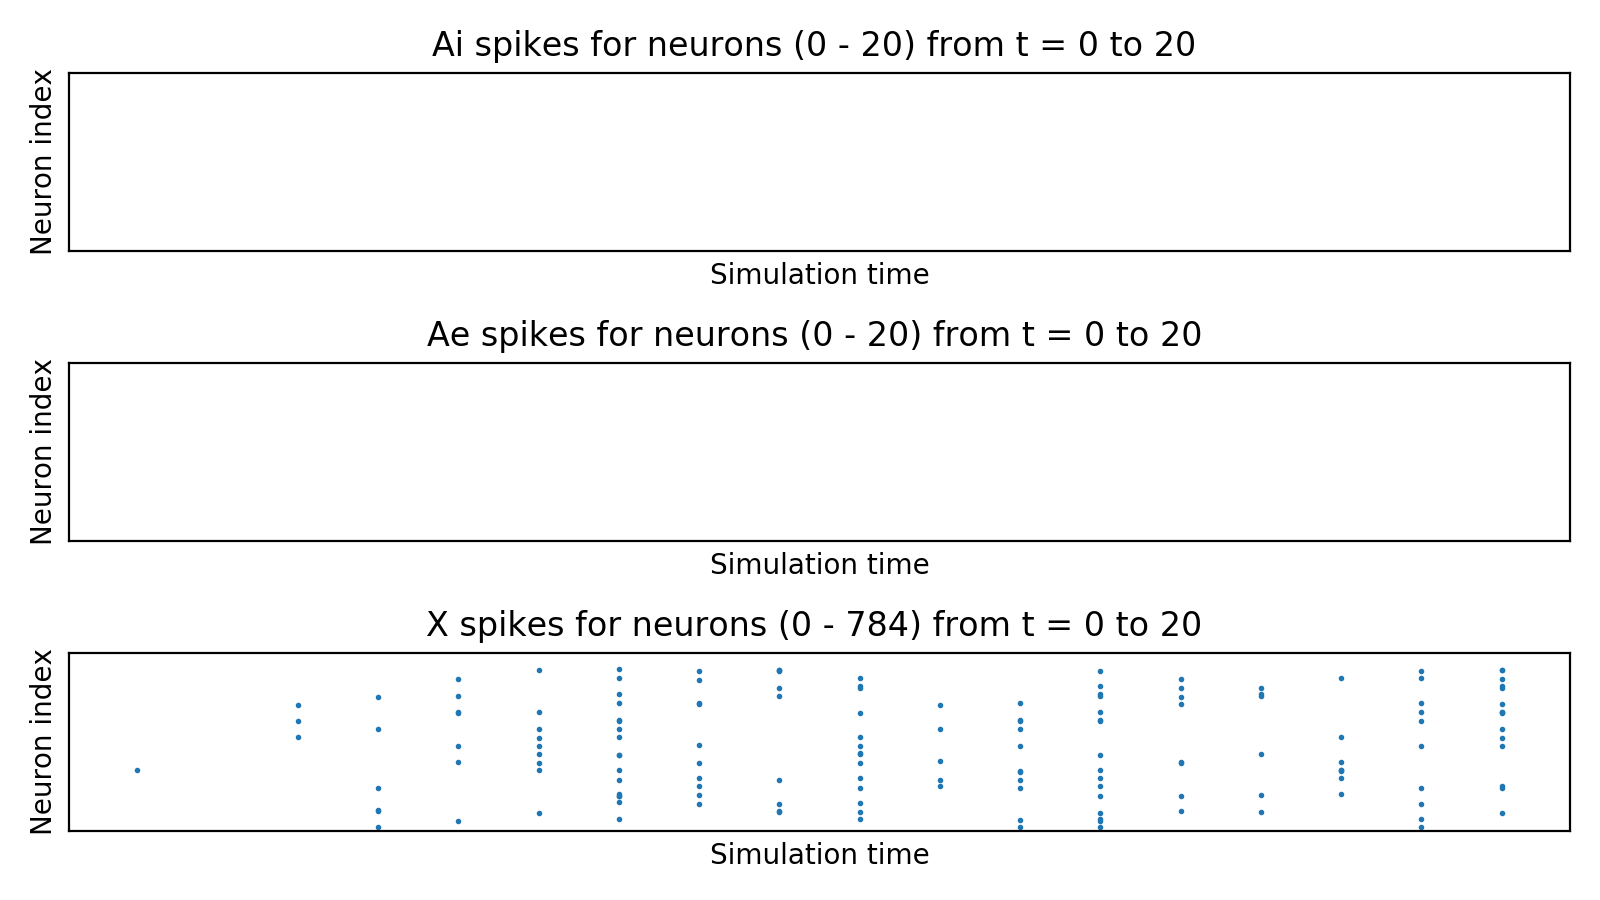 Ai spikes for neurons (0 - 20) from t = 0 to 20
Neuron index
Simulation time
Ae spikes for neurons (0 - 20) from t = 0 to 20
Neuron index
Simulation time
X spikes for neurons (0 - 784) from t = 0 to 20
Neuron index
Simulation time